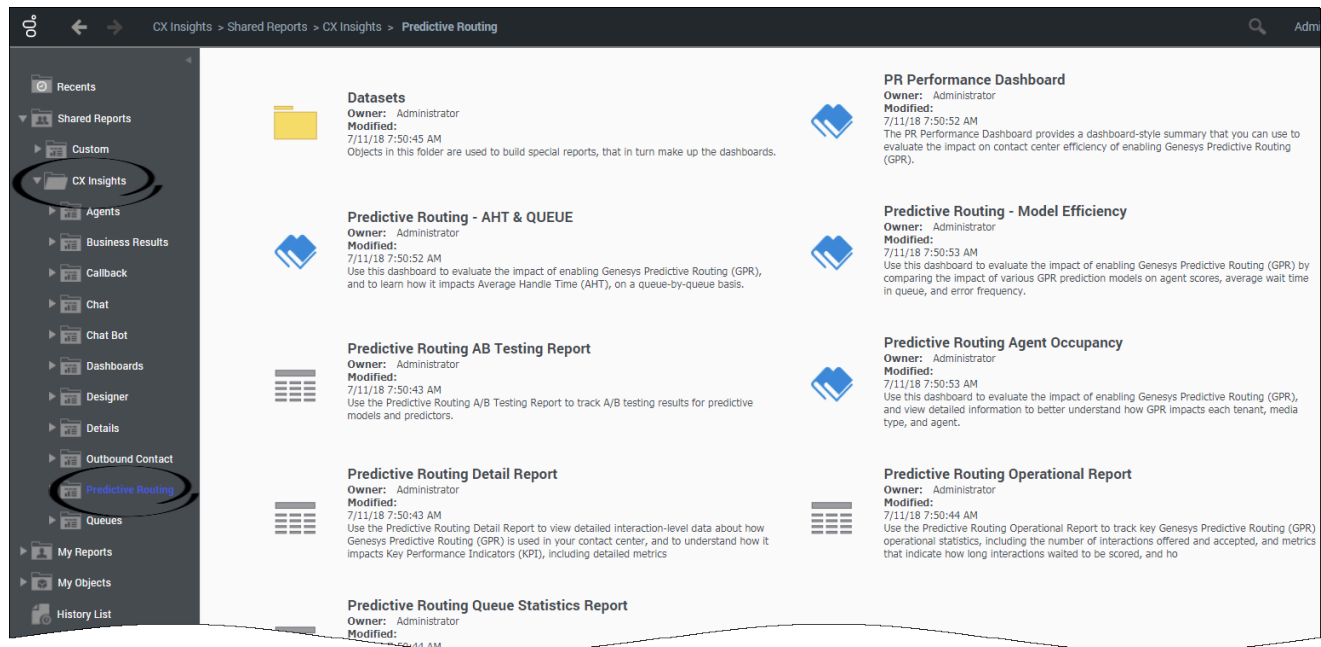 CX Insights > Shared Reports > CX Insights > Predictive Routing
Recents
Shared Reports
Custom
CX Insights
Agents
Business Results
Callback
Chat
Chat Bot
Dashboards
Designer
Details
Outbound Contact
Predictive Routing
Queues
My Reports
My Objects
History List
Datasets
Owner: Administrator
Modified:
7/11/18 7:50:45 AM
Objects in this folder are used to build special reports, that in turn make up the dashboards.
PR Performance Dashboard
Owner: Administrator
Modified:
7/11/18 7:50:52 AM
The PR Performance Dashboard provides a dashboard-style summary that you can use to
evaluate the impact on contact center efficiency of enabling Genesys Predictive Routing
(GPR).
Predictive Routing - AHT & QUEUE
Owner: Administrator
Modified:
7/11/18 7:50:52 AM
Use this dashboard to evaluate the impact of enabling Genesys Predictive Routing (GPR),
and to learn how it impacts Average Handle Time (AHT), on a queue-by-queue basis.
Predictive Routing - Model Efficiency
Owner: Administrator
Modified:
7/11/18 7:50:53 AM
Use this dashboard to evaluate the impact of enabling Genesys Predictive Routing (GPR) by
comparing the impact of various GPR prediction models on agent scores, average wait time
in queue, and error frequency.
Predictive Routing AB Testing Report
Owner: Administrator
Modified:
7/11/18 7:50:43 AM
Use the Predictive Routing A/B Testing Report to track A/B testing results for predictive
models and predictors.
Predictive Routing Agent Occupancy
Owner: Administrator
Modified:
7/11/18 7:50:53 AM
Use this dashboard to evaluate the impact of enabling Genesys Predictive Routing (GPR),
and view detailed information to better understand how GPR impacts each tenant, media
type, and agent.
Predictive Routing Detail Report
Owner: Administrator
Modified:
7/11/18 7:50:43 AM
Use the Predictive Routing Detail Report to view detailed interaction-level data about how
Genesys Predictive Routing (GPR) is used in your contact center, and to understand how it
impacts Key Performance Indicators (KPI), including detailed metrics
Predictive Routing Operational Report
Owner: Administrator
Modified:
7/11/18 7:50:44 AM
Use the Predictive Routing Operational Report to track key Genesys Predictive Routing (GPR)
operational statistics, including the number of interactions offered and accepted, and metrics
that indicate how long interactions waited to be scored, and ho
Predictive Routing Queue Statistics Report
Owner: Administrator
Modified: